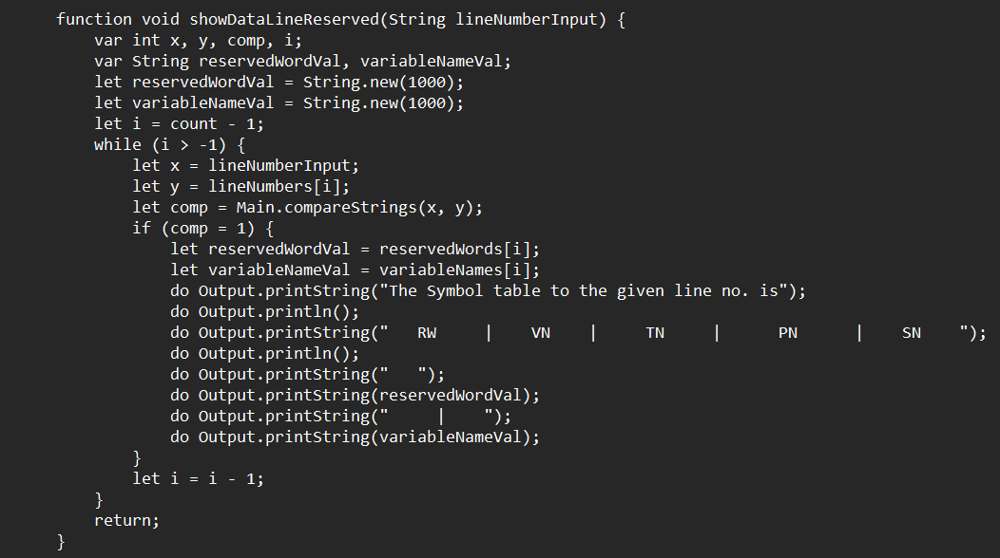 function void showDataLineReserved(String lineNumberInput) {
    var int x, y, comp, i;
    var String reservedWordVal, variableNameVal;
    let reservedWordVal = String.new(1000);
    let variableNameVal = String.new(1000);
    let i = count - 1;
    while (i > -1) {
        let x = lineNumberInput;
        let y = lineNumbers[i];
        let comp = Main.compareStrings(x, y);
        if (comp = 1) {
            let reservedWordVal = reservedWords[i];
            let variableNameVal = variableNames[i];
            do Output.printString("The Symbol table to the given line no. is");
            do Output.println();
            do Output.printString("   RW     |    VN    |     TN     |      PN      |    SN    ");
            do Output.println();
            do Output.printString("   ");
            do Output.printString(reservedWordVal);
            do Output.printString("     |    ");
            do Output.printString(variableNameVal);
        }
        let i = i - 1;
    }
    return;
}